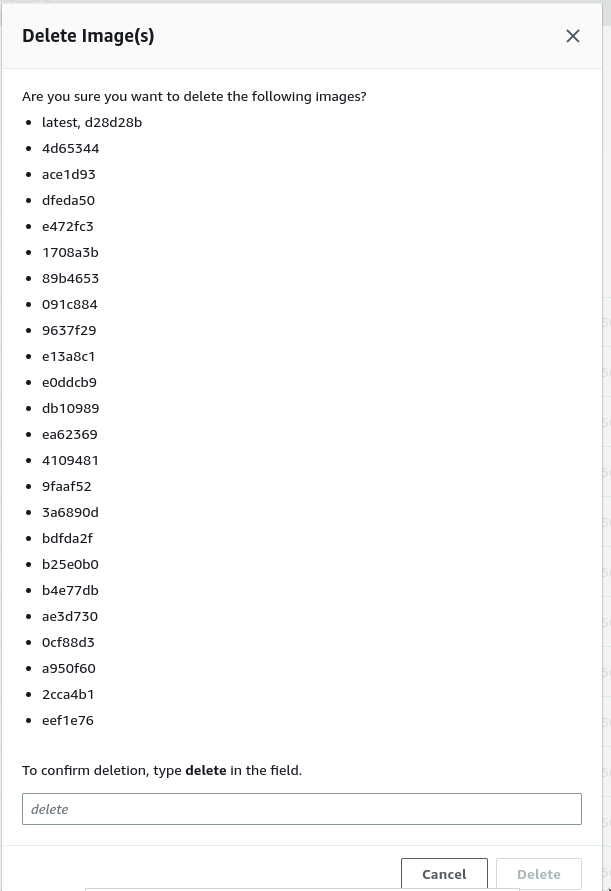 Delete Image(s)
Are you sure you want to delete the following images?
latest, d28d28b
4d65344
ace1d93
dfeda50
e472fc3
1708a3b
89b4653
091c884
9637f29
e13a8c1
e0ddcb9
db10989
ea62369
4109481
9faaf52
3a6890d
bdfda2f
b25e0b0
b4e77db
ae3d730
0cf88d3
a950f60
2cca4b1
eef1e76
To confirm deletion, type delete in the field.
delete
Cancel
Delete